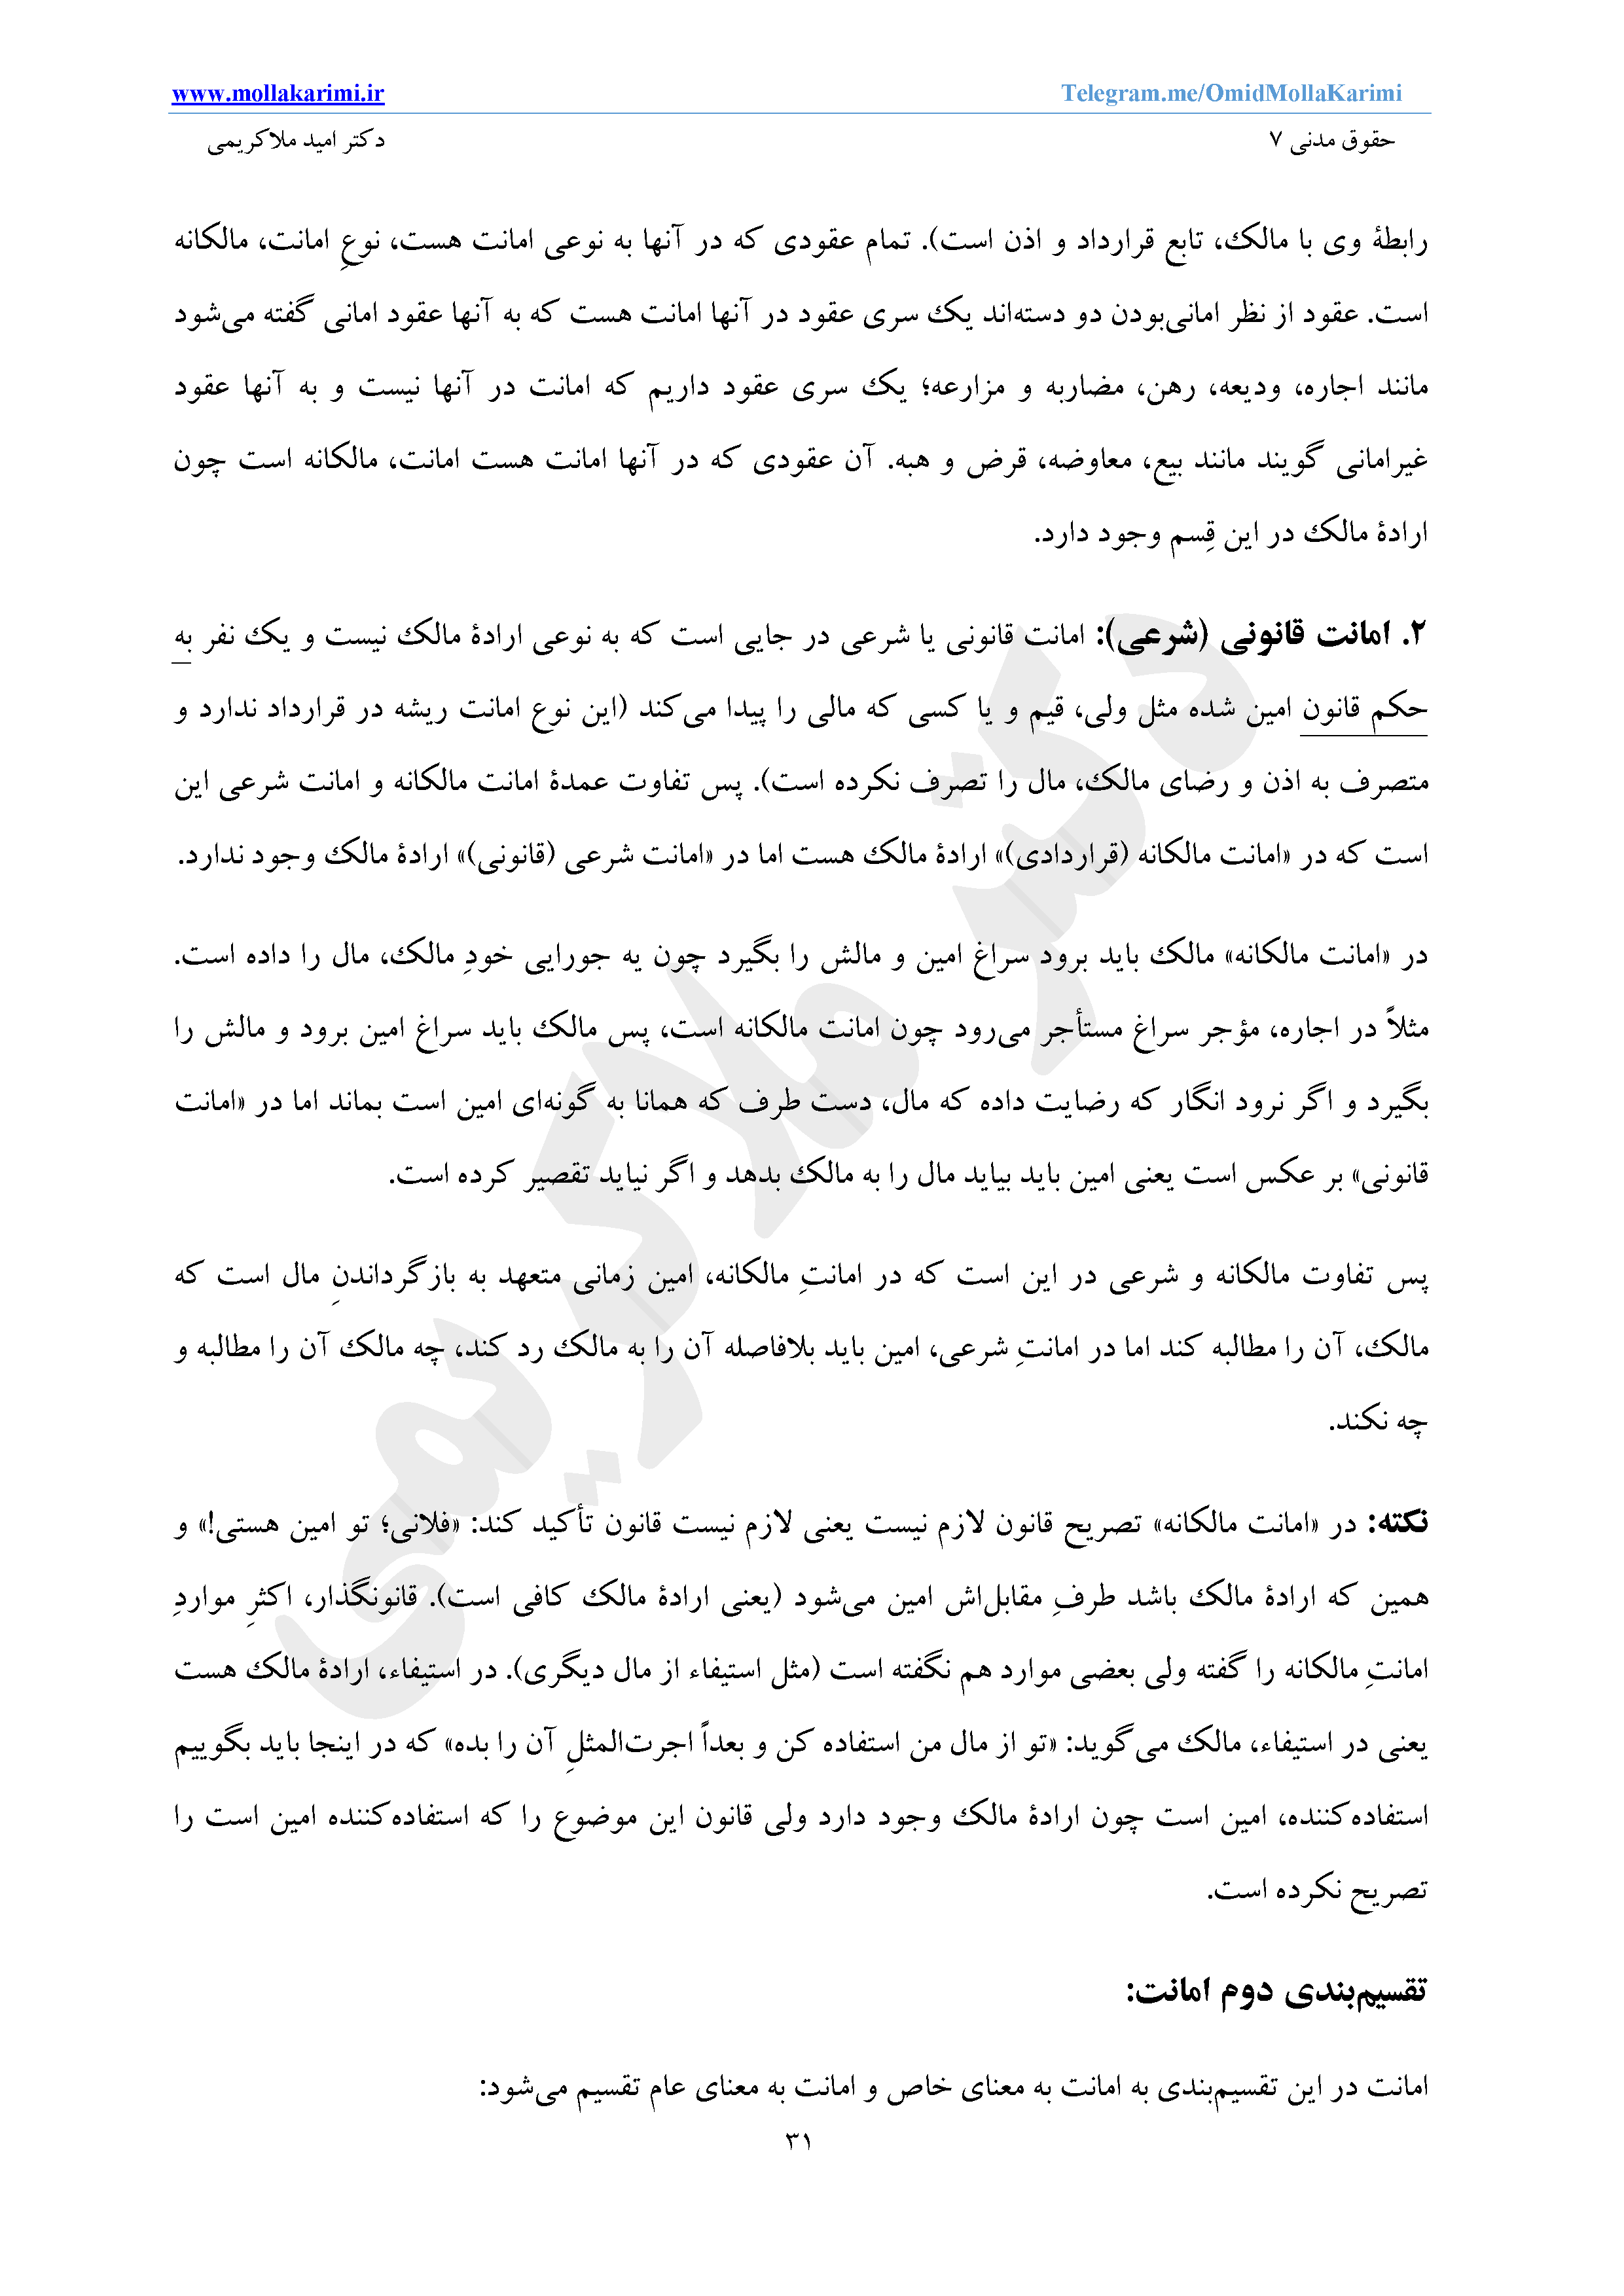 www.mollakarimi.ir Telegram.me/OmidMollaKarimi
حقوق مدنی ۷ دکتر امید ملاکریمی
رابطهٔ وی با مالک، تابع قرارداد و اذن است). تمام عقودی که در آنها به نوعی امانت هست، نوعِ امانت، مالکانه
است. عقود از نظر امانی‌بودن دو دسته‌اند یک سری عقود در آنها امانت هست که به آنها عقود امانی گفته می‌شود
مانند اجاره، ودیعه، رهن، مضاربه و مزارعه؛ یک سری عقود داریم که امانت در آنها نیست و به آنها عقود
غیرامانی گویند مانند بیع، معاوضه، قرض و هبه. آن عقودی که در آنها امانت هست امانت، مالکانه است چون
ارادهٔ مالک در این قِسم وجود دارد.
۲. امانت قانونی (شرعی): امانت قانونی یا شرعی در جایی است که به نوعی ارادهٔ مالک نیست و یک نفر به
حکم قانون امین شده مثل ولی، قیم و یا کسی که مالی را پیدا می‌کند (این نوع امانت ریشه در قرارداد ندارد و
متصرف به اذن و رضای مالک، مال را تصرف نکرده است). پس تفاوت عمدهٔ امانت مالکانه و امانت شرعی این
است که در «امانت مالکانه (قراردادی)» ارادهٔ مالک هست اما در «امانت شرعی (قانونی)» ارادهٔ مالک وجود ندارد.
در «امانت مالکانه» مالک باید برود سراغ امین و مالش را بگیرد چون یه جورایی خودِ مالک، مال را داده است.
مثلاً در اجاره، مؤجر سراغ مستأجر می‌رود چون امانت مالکانه است، پس مالک باید سراغ امین برود و مالش را
بگیرد و اگر نرود انگار که رضایت داده که مال، دست طرف که همانا به گونه‌ای امین است بماند اما در «امانت
قانونی» بر عکس است یعنی امین باید بیاید مال را به مالک بدهد و اگر نیاید تقصیر کرده است.
پس تفاوت مالکانه و شرعی در این است که در امانتِ مالکانه، امین زمانی متعهد به بازگرداندنِ مال است که
مالک، آن را مطالبه کند اما در امانتِ شرعی، امین باید بلافاصله آن را به مالک رد کند، چه مالک آن را مطالبه و
چه نکند.
نکته: در «امانت مالکانه» تصریح قانون لازم نیست یعنی لازم نیست قانون تأکید کند: «فلانی؛ تو امین هستی!» و
همین که ارادهٔ مالک باشد طرفِ مقابل‌اش امین می‌شود (یعنی ارادهٔ مالک کافی است). قانونگذار، اکثرِ مواردِ
امانتِ مالکانه را گفته ولی بعضی موارد هم نگفته است (مثل استیفاء از مال دیگری). در استیفاء، ارادهٔ مالک هست
یعنی در استیفاء، مالک می‌گوید: «تو از مال من استفاده کن و بعداً اجرت‌المثلِ آن را بده» که در اینجا باید بگوییم
استفاده‌کننده، امین است چون ارادهٔ مالک وجود دارد ولی قانون این موضوع را که استفاده‌کننده امین است را
تصریح نکرده است.
تقسیم‌بندی دوم امانت:
امانت در این تقسیم‌بندی به امانت به معنای خاص و امانت به معنای عام تقسیم می‌شود:
۳۱
دکتر ملاکریمی